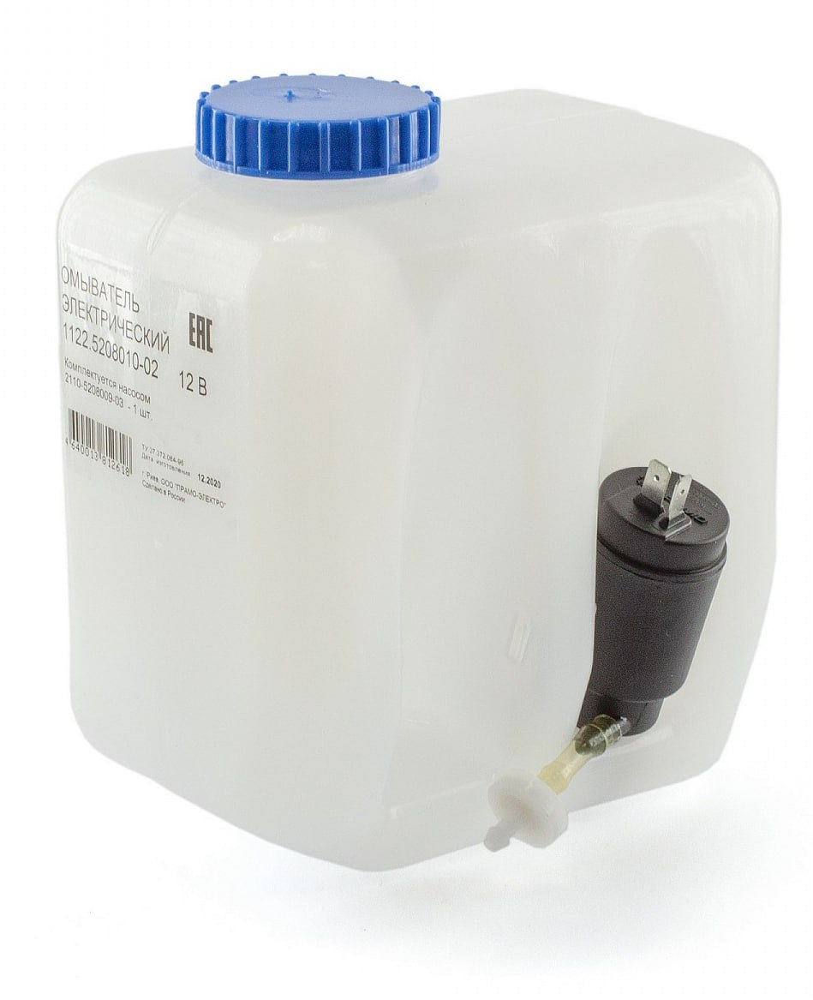 ОМЫВАТЕЛЬ
ЭЛЕКТРИЧЕСКИЙ
1122.5208010-02
ЕАС
12 В
Комплектуется насосом
2110-5208009-03 - 1 шт.
4 640013 812618
ТУ 37.372.084-96
Дата изготовления 12.2020
г. Ржев, ООО "ПРАМО-ЭЛЕКТРО"
Сделано в России